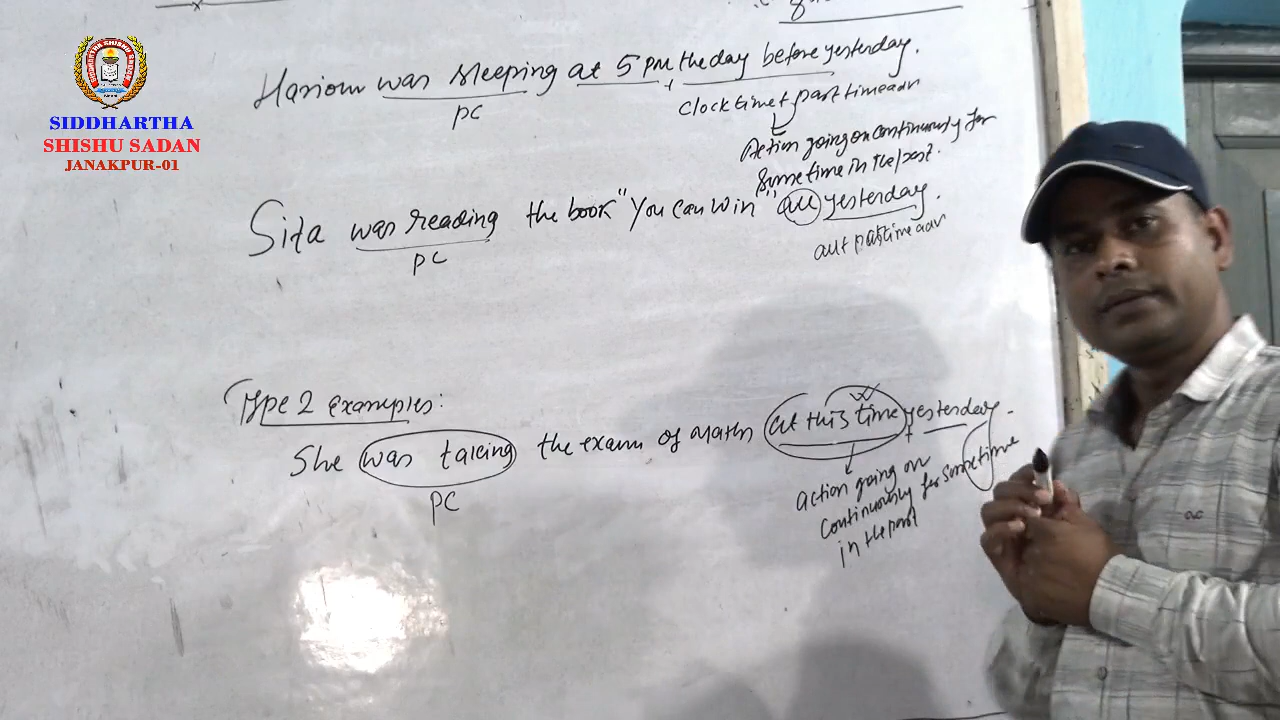 SIDDHARTHA
SHISHU SADAN
JANAKPUR-01
Hariom was sleeping at 5 PM the day before yesterday.
PC
+
Clock time + past time adv
Action going on continuously for
sometime in the past.
Sita was reading the book "You can win" all yesterday.
PC
all + past time adv
Type 2 examples:
She was taking the exam of Maths at this time yesterday.
PC
+
action going on
continuously for sometime
in the past